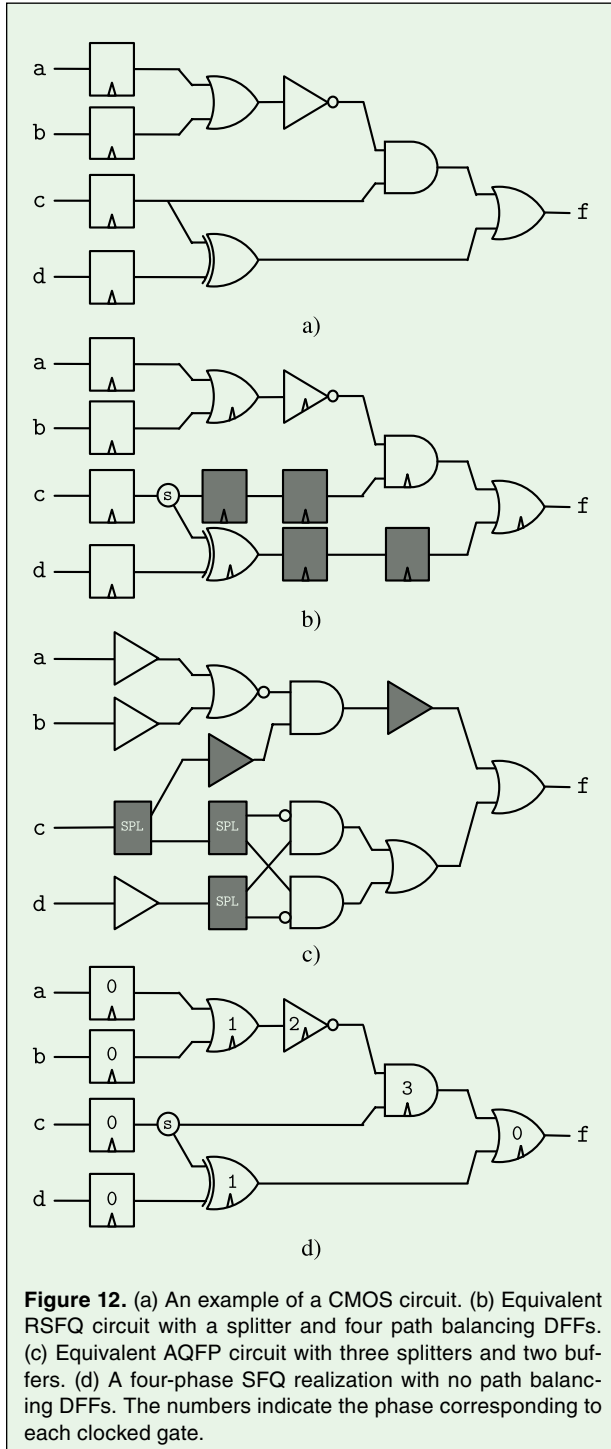 a
b
c
d
f
a)
a
b
c
d
s
f
b)
a
b
c
d
SPL
SPL
SPL
f
c)
a
b
c
d
0
0
0
0
s
1
2
3
1
0
f
d)
Figure 12. (a) An example of a CMOS circuit. (b) Equivalent
RSFQ circuit with a splitter and four path balancing DFFs.
(c) Equivalent AQFP circuit with three splitters and two buf-
fers. (d) A four-phase SFQ realization with no path balanc-
ing DFFs. The numbers indicate the phase corresponding to
each clocked gate.